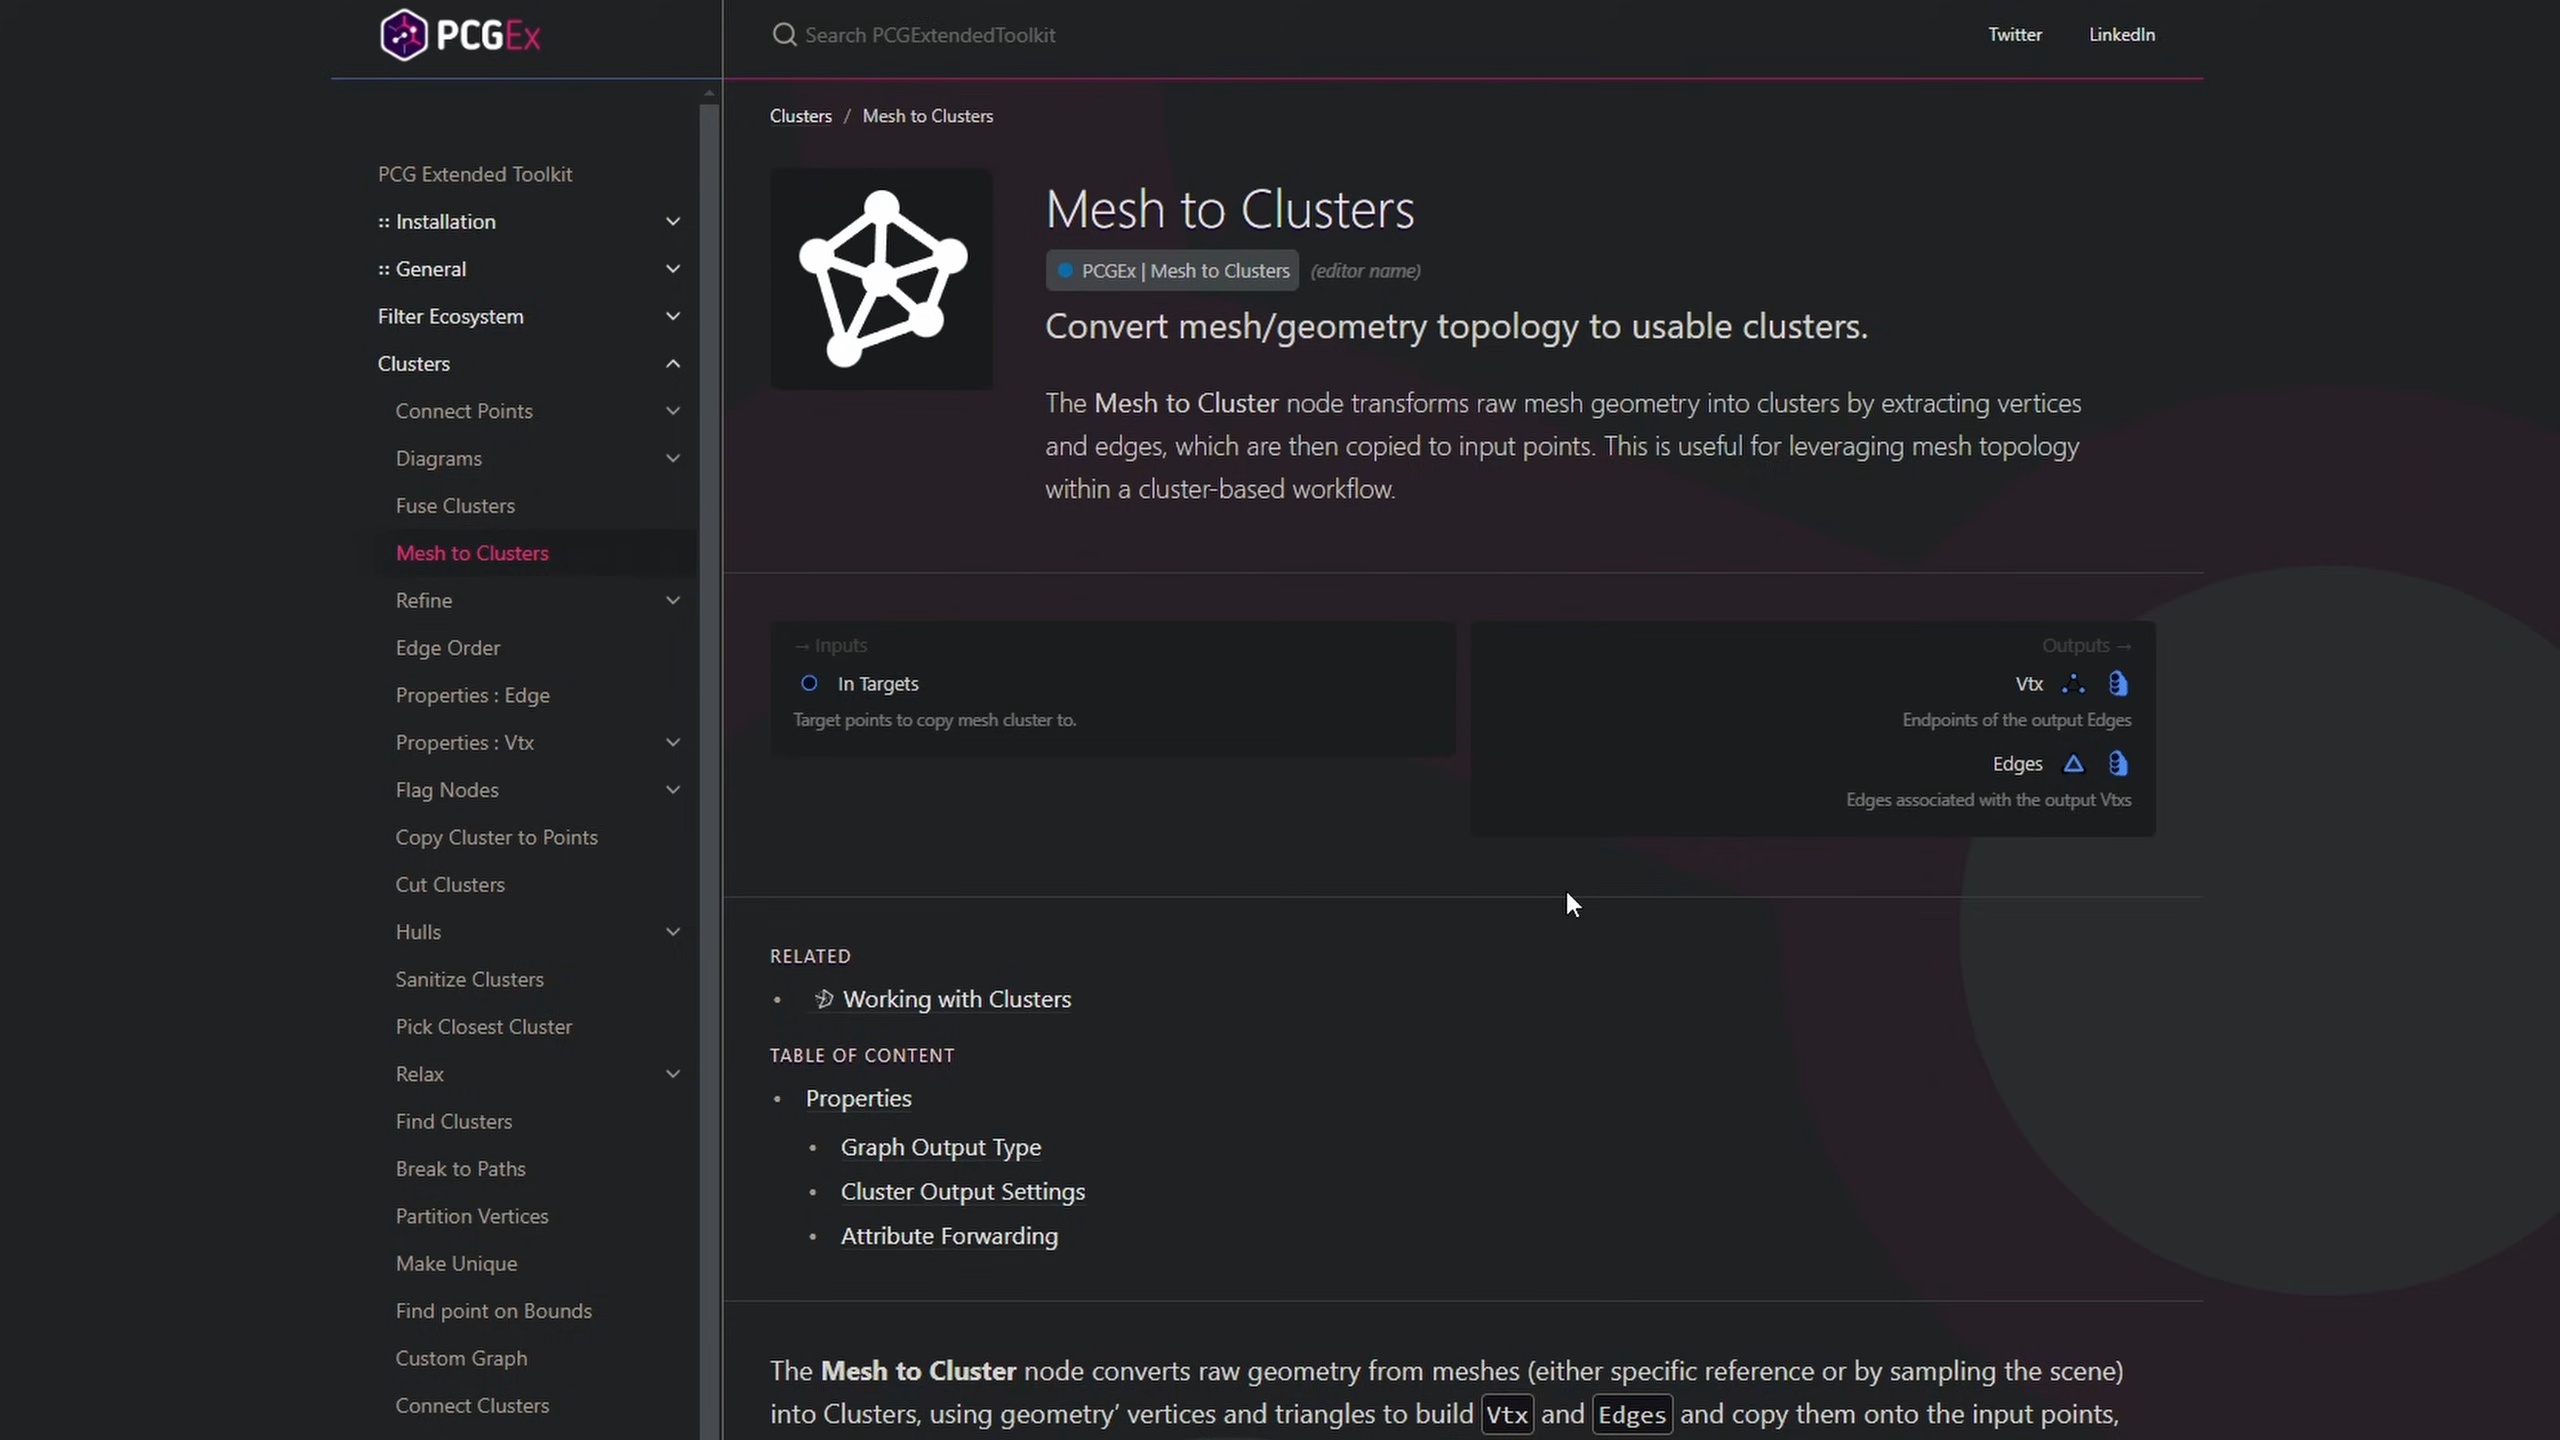 PCGEx
Search PCGExtendedToolkit
Twitter
LinkedIn
PCG Extended Toolkit
:: Installation
:: General
Filter Ecosystem
Clusters
Connect Points
Diagrams
Fuse Clusters
Mesh to Clusters
Refine
Edge Order
Properties : Edge
Properties : Vtx
Flag Nodes
Copy Cluster to Points
Cut Clusters
Hulls
Sanitize Clusters
Pick Closest Cluster
Relax
Find Clusters
Break to Paths
Partition Vertices
Make Unique
Find point on Bounds
Custom Graph
Connect Clusters
Clusters / Mesh to Clusters
Mesh to Clusters
PCGEx | Mesh to Clusters (editor name)
Convert mesh/geometry topology to usable clusters.
The Mesh to Cluster node transforms raw mesh geometry into clusters by extracting vertices
and edges, which are then copied to input points. This is useful for leveraging mesh topology
within a cluster-based workflow.
→ Inputs
In Targets
Target points to copy mesh cluster to.
Outputs →
Vtx
Endpoints of the output Edges
Edges
Edges associated with the output Vtxs
RELATED
• Working with Clusters
TABLE OF CONTENT
• Properties
• Graph Output Type
• Cluster Output Settings
• Attribute Forwarding
The Mesh to Cluster node converts raw geometry from meshes (either specific reference or by sampling the scene)
into Clusters, using geometry’ vertices and triangles to build Vtx and Edges and copy them onto the input points,